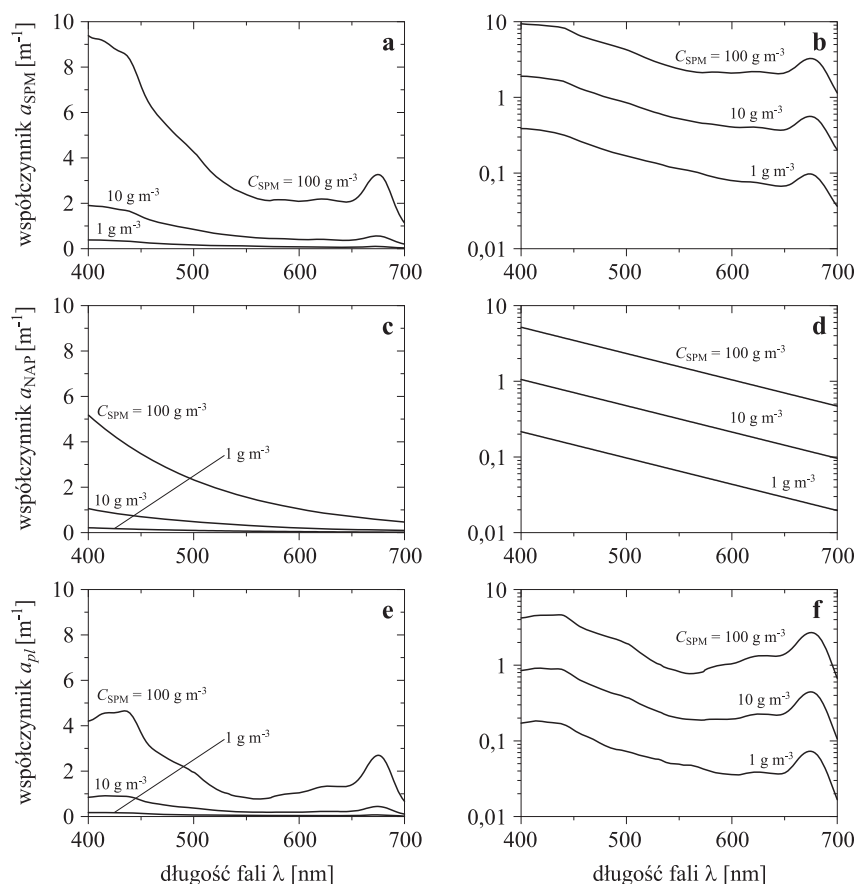 współczynnik a_SPM [m⁻¹]
10
8
6
4
2
0
a
C_SPM = 100 g m⁻³
10 g m⁻³
1 g m⁻³
400 500 600 700
10
1
0,1
0,01
b
C_SPM = 100 g m⁻³
10 g m⁻³
1 g m⁻³
400 500 600 700
współczynnik a_NAP [m⁻¹]
10
8
6
4
2
0
c
C_SPM = 100 g m⁻³
1 g m⁻³
10 g m⁻³
400 500 600 700
10
1
0,1
0,01
d
C_SPM = 100 g m⁻³
10 g m⁻³
1 g m⁻³
400 500 600 700
współczynnik a_pl [m⁻¹]
10
8
6
4
2
0
e
C_SPM = 100 g m⁻³
1 g m⁻³
10 g m⁻³
400 500 600 700
długość fali λ [nm]
10
1
0,1
0,01
f
C_SPM = 100 g m⁻³
10 g m⁻³
1 g m⁻³
400 500 600 700
długość fali λ [nm]